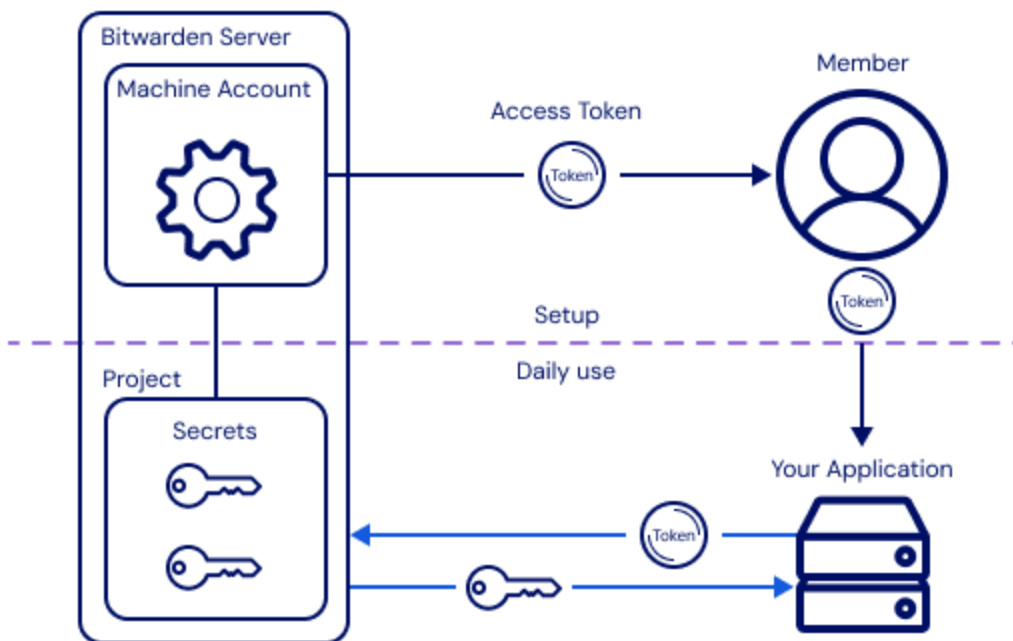 Bitwarden Server
Machine Account
Access Token
Token
Member
Token
Setup
Daily use
Project
Secrets
Your Application
Token